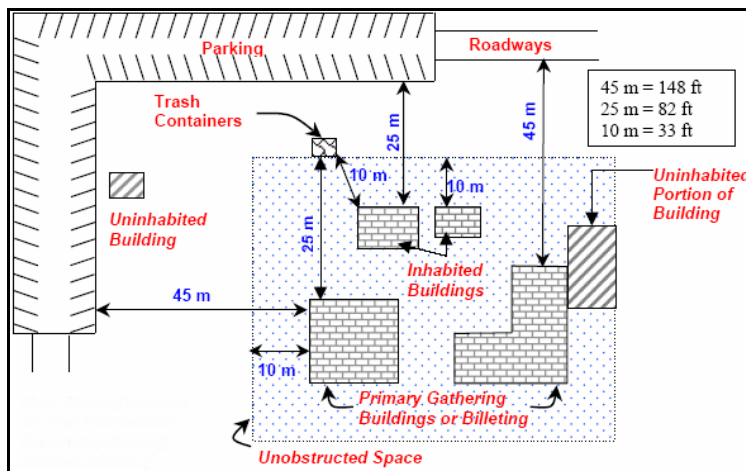 Parking
Roadways
45 m = 148 ft
25 m = 82 ft
10 m = 33 ft
Trash
Containers
25 m
45 m
10 m
10 m
Uninhabited
Portion of
Building
Uninhabited
Building
25 m
Inhabited
Buildings
45 m
10 m
Primary Gathering
Buildings or Billeting
Unobstructed Space